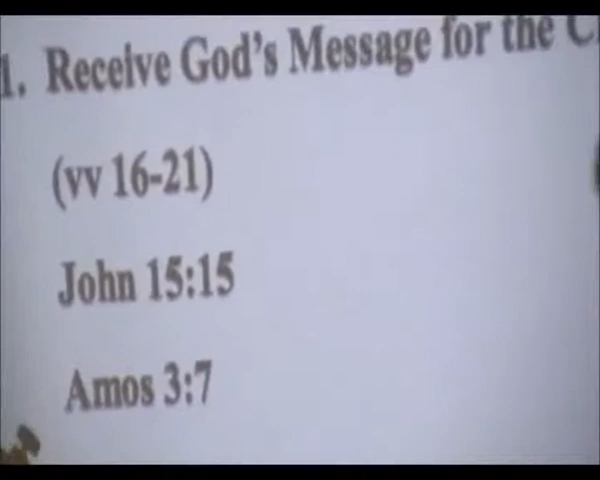 1. Receive God's Message for the
(vv 16-21)
John 15:15
Amos 3:7